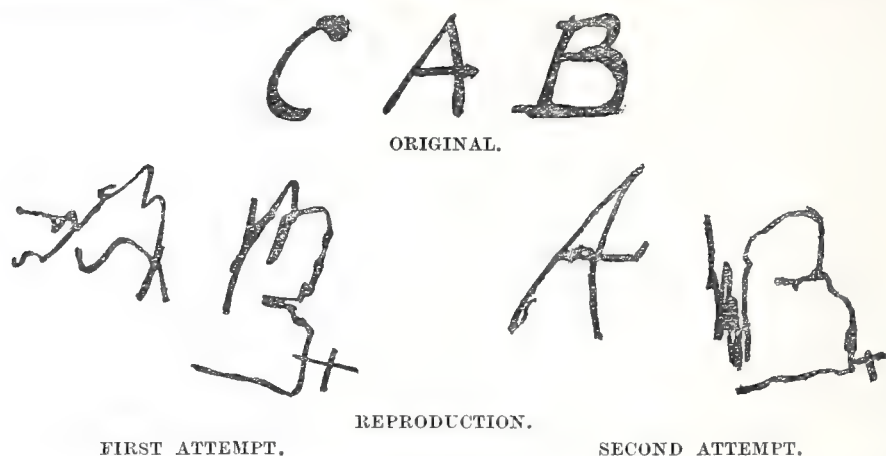 C A B
ORIGINAL.
A B A B
REPRODUCTION.
FIRST ATTEMPT. SECOND ATTEMPT.